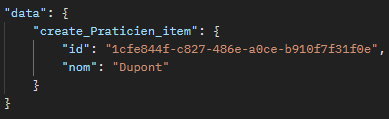 "data": {
"create_Praticien_item": {
"id": "1cfe844f-c827-486e-a0ce-b910f7f31f0e",
"nom": "Dupont"
}
}